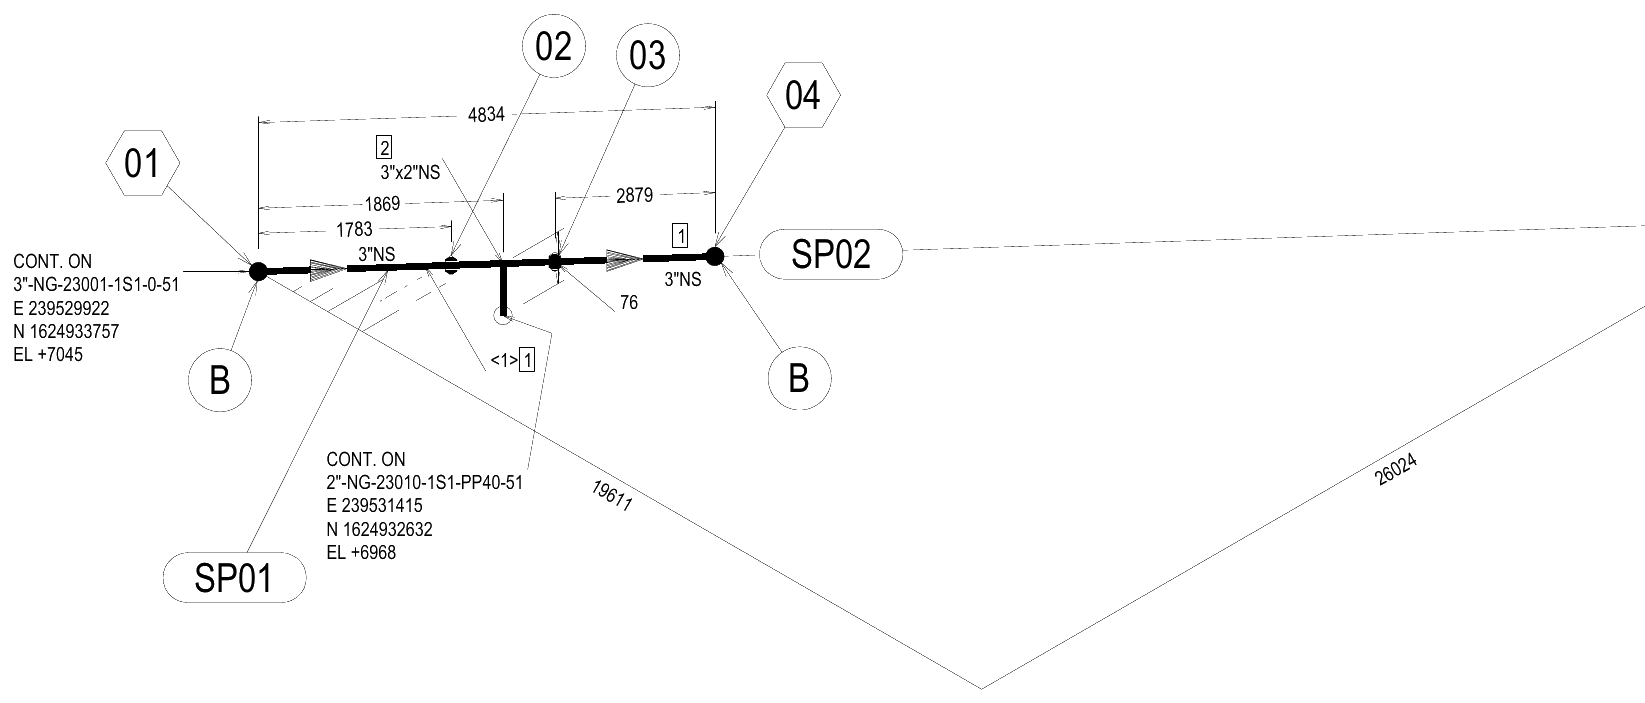 02
03
04
4834
01
2
3"x2"NS
1869
2879
1783
1
3"NS
SP02
CONT. ON
3"-NG-23001-1S1-0-51
E 239529922
N 1624933757
EL +7045
3"NS
76
<1>1
B
B
CONT. ON
2"-NG-23010-1S1-PP40-51
E 239531415
N 1624932632
EL +6968
19611
26024
SP01